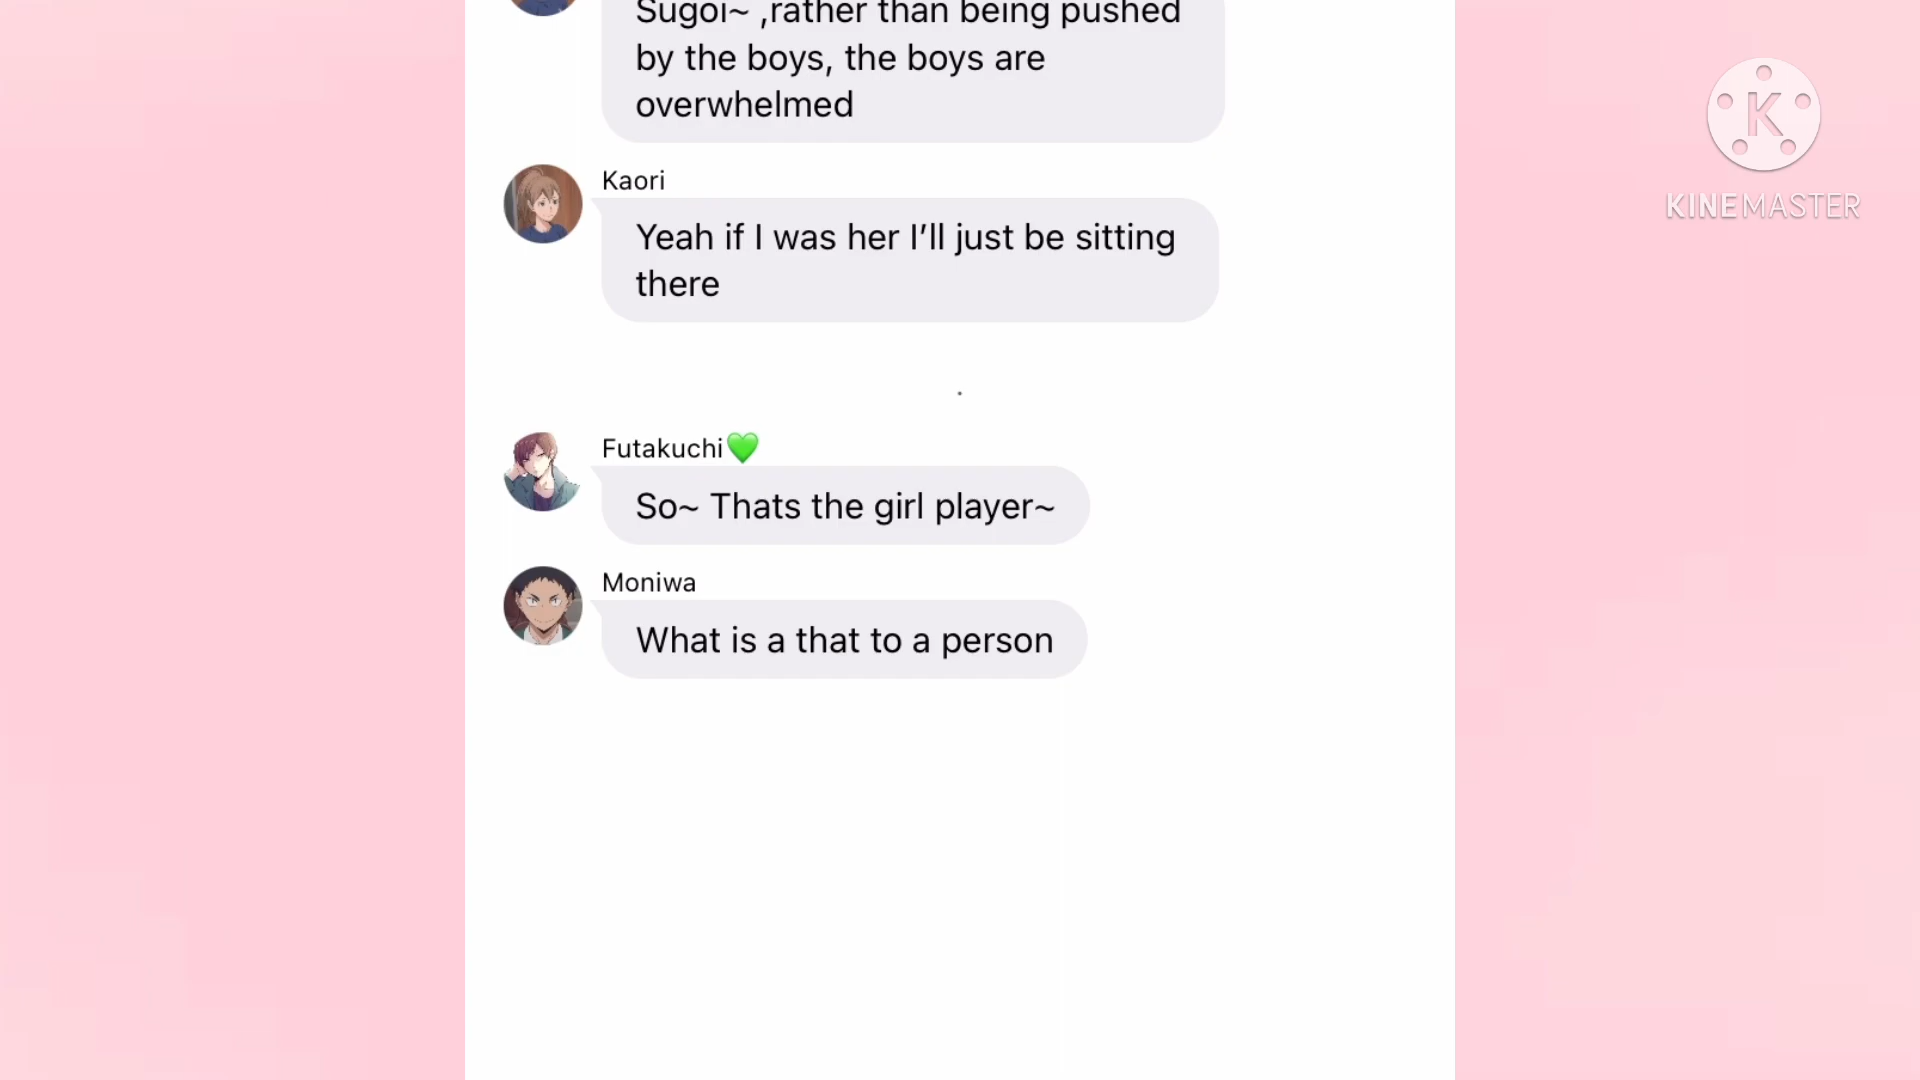 Sugoi~ ,rather than being pushed
by the boys, the boys are
overwhelmed
Kaori
Yeah if I was her I’ll just be sitting
there
.
Futakuchi💚
So~ Thats the girl player~
Moniwa
What is a that to a person
K
KINEMASTER